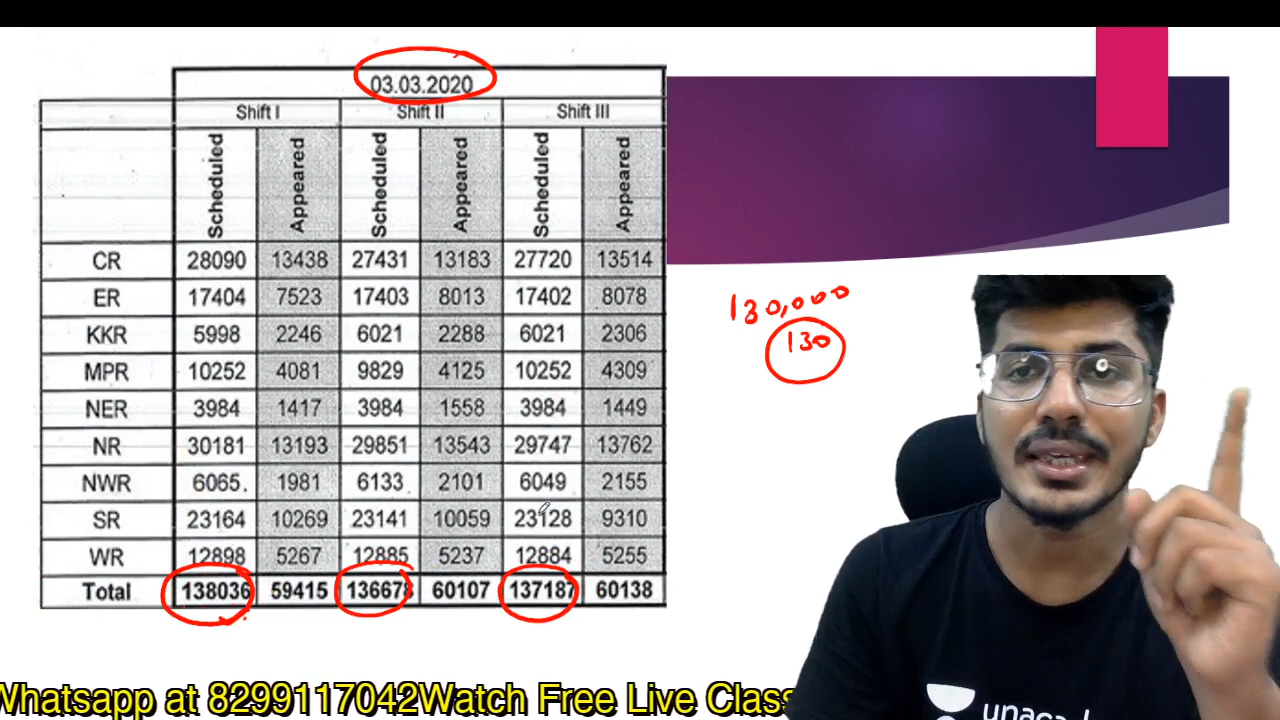 03.03.2020
Shift I Shift II Shift III
Scheduled Appeared Scheduled Appeared Scheduled Appeared
CR 28090 13438 27431 13183 27720 13514
ER 17404 7523 17403 8013 17402 8078
KKR 5998 2246 6021 2288 6021 2306
MPR 10252 4081 9829 4125 10252 4309
NER 3984 1417 3984 1558 3984 1449
NR 30181 13193 29851 13543 29747 13762
NWR 6065. 1981 6133 2101 6049 2155
SR 23164 10269 23141 10059 23128 9310
WR 12898 5267 12885 5237 12884 5255
Total 138036 59415 136678 60107 137187 60138
130,000
130
Whatsapp at 8299117042Watch Free Live Class